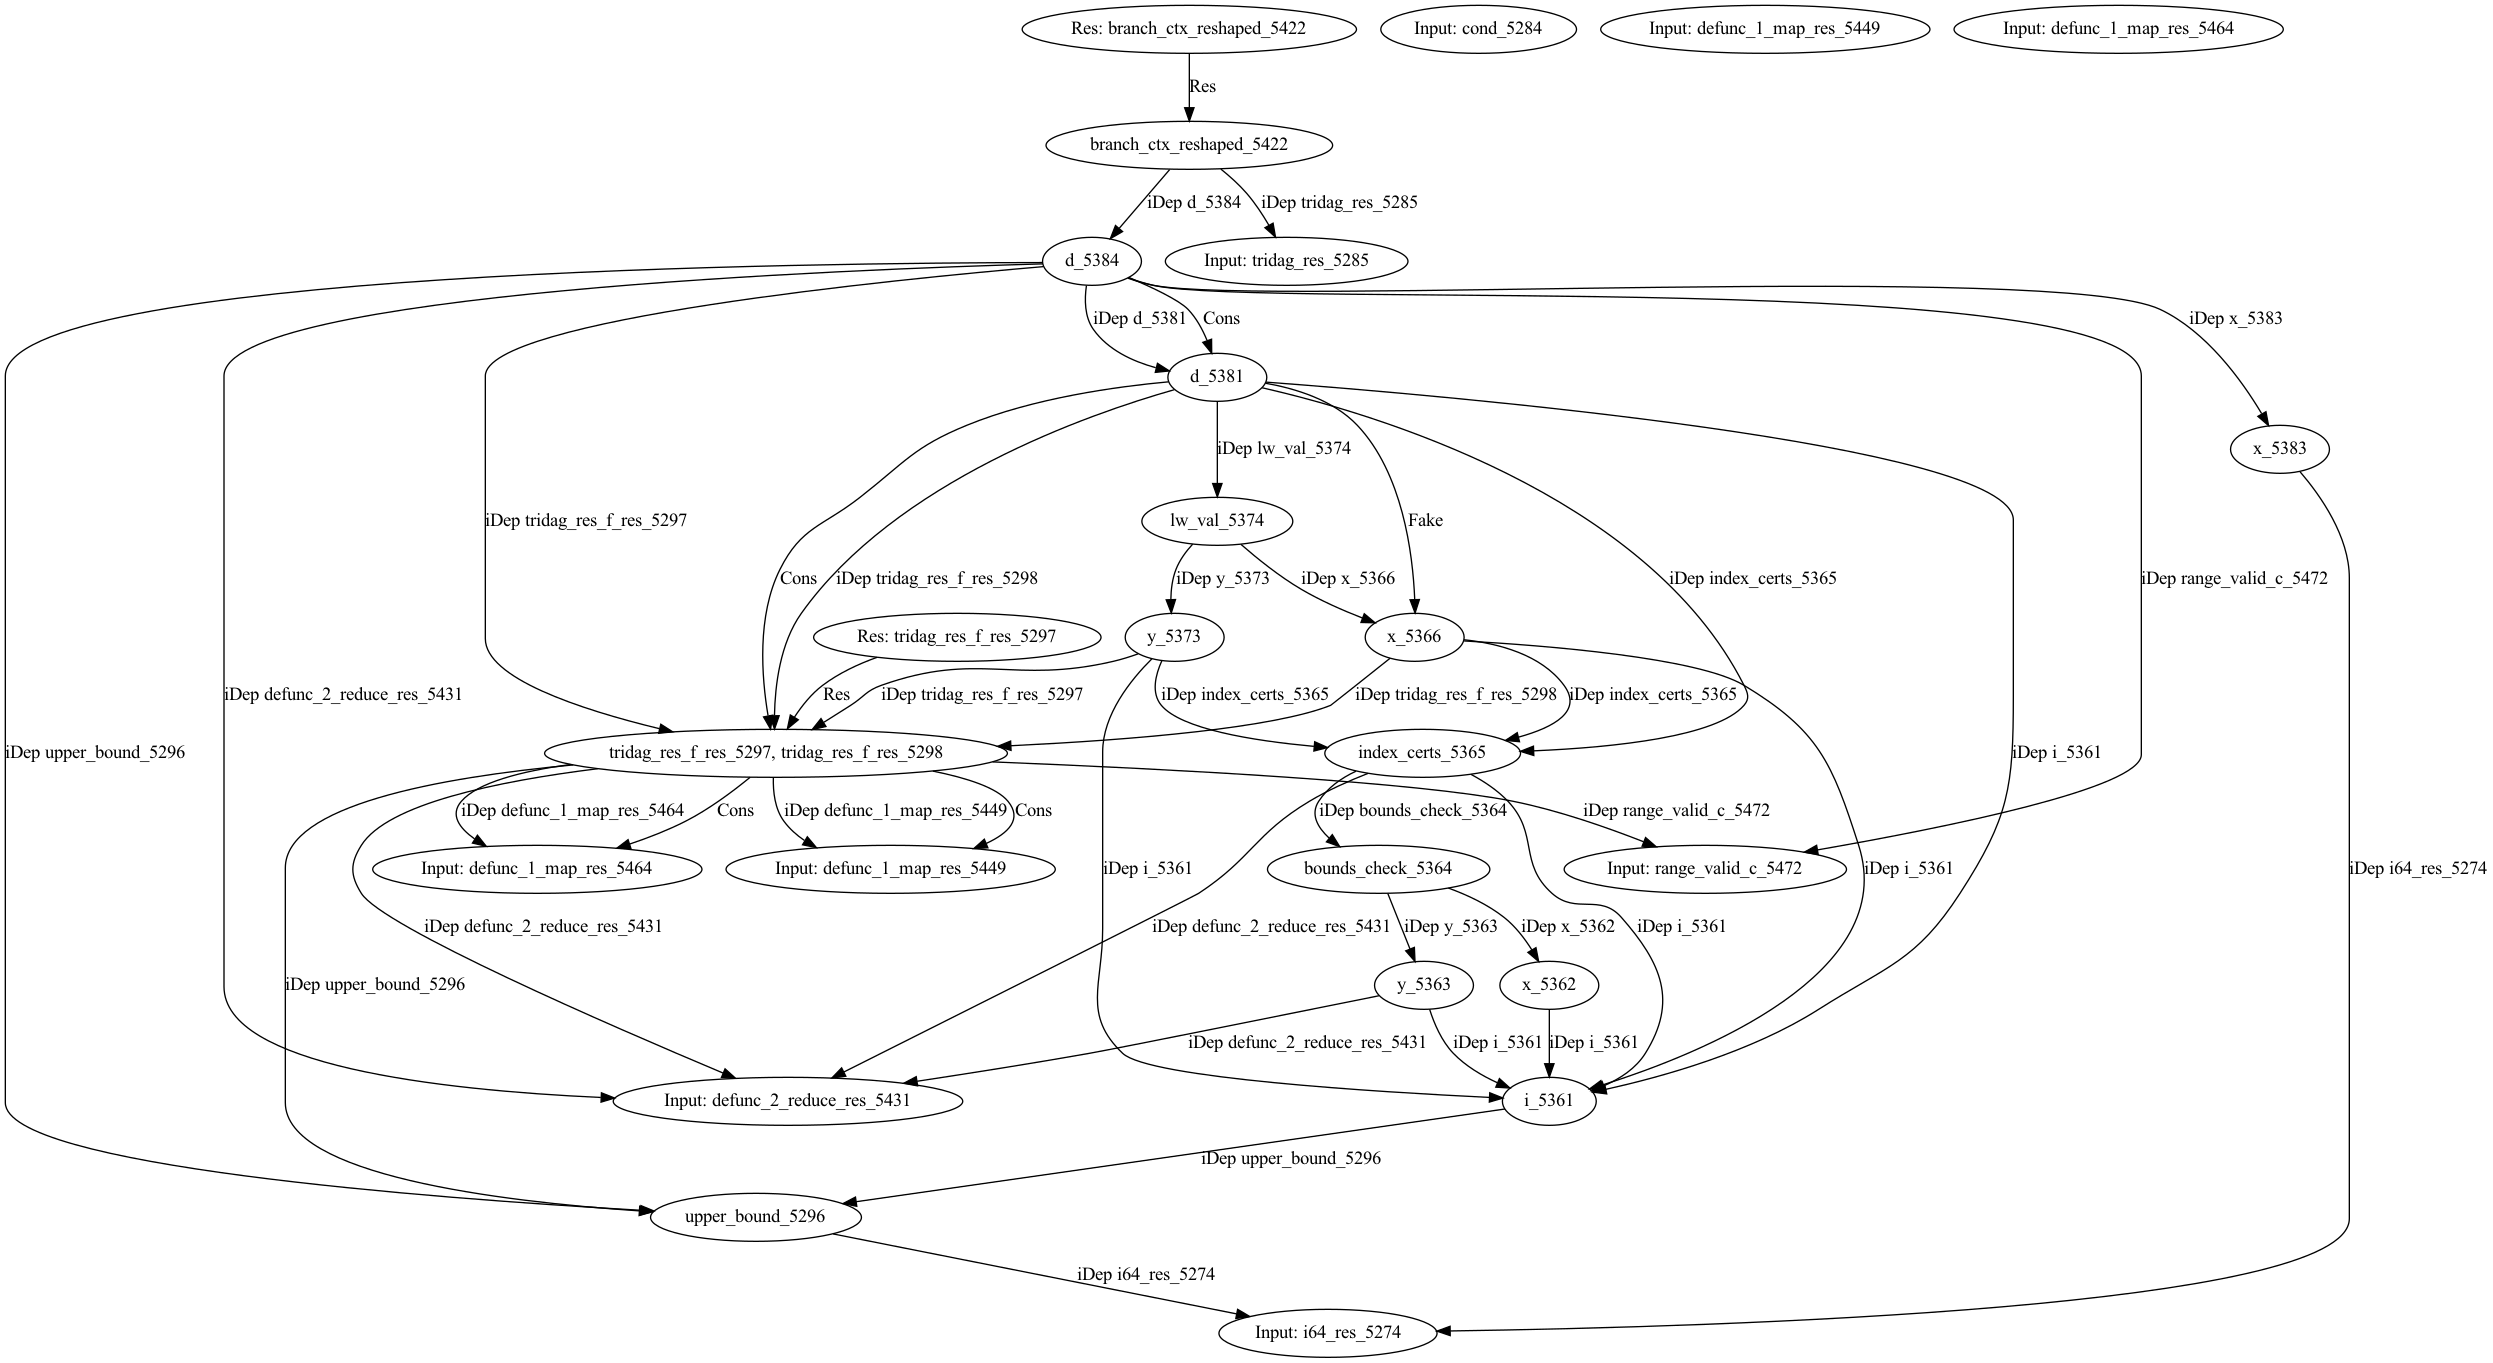 Res: branch_ctx_reshaped_5422
Input: cond_5284
Input: defunc_1_map_res_5449
Input: defunc_1_map_res_5464
Res
branch_ctx_reshaped_5422
iDep d_5384
iDep tridag_res_5285
d_5384
Input: tridag_res_5285
iDep d_5381
Cons
iDep x_5383
d_5381
iDep lw_val_5374
x_5383
iDep tridag_res_f_res_5297
lw_val_5374
Fake
Cons
iDep tridag_res_f_res_5298
iDep y_5373
iDep x_5366
iDep index_certs_5365
iDep range_valid_c_5472
Res: tridag_res_f_res_5297
y_5373
x_5366
iDep defunc_2_reduce_res_5431
Res
iDep tridag_res_f_res_5297
iDep index_certs_5365
iDep tridag_res_f_res_5298
iDep index_certs_5365
iDep upper_bound_5296
tridag_res_f_res_5297, tridag_res_f_res_5298
index_certs_5365
iDep i_5361
iDep defunc_1_map_res_5464
Cons
iDep defunc_1_map_res_5449
Cons
iDep bounds_check_5364
iDep range_valid_c_5472
Input: defunc_1_map_res_5464
Input: defunc_1_map_res_5449
iDep i_5361
bounds_check_5364
Input: range_valid_c_5472
iDep i_5361
iDep i64_res_5274
iDep defunc_2_reduce_res_5431
iDep defunc_2_reduce_res_5431
iDep y_5363
iDep x_5362
iDep i_5361
iDep upper_bound_5296
y_5363
x_5362
iDep defunc_2_reduce_res_5431
iDep i_5361
iDep i_5361
Input: defunc_2_reduce_res_5431
i_5361
iDep upper_bound_5296
upper_bound_5296
iDep i64_res_5274
Input: i64_res_5274